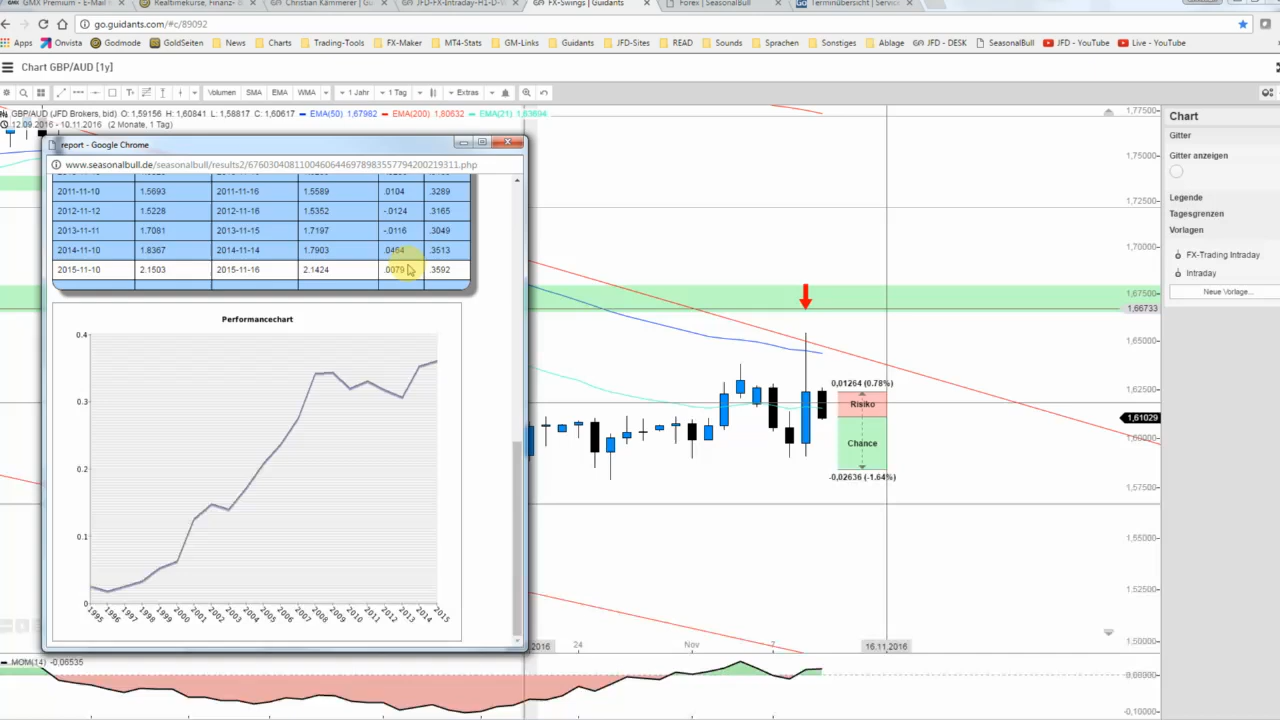 GMX Premium - E-Mail
Realtimekurse, Finanz-
Christian Kämmerer | Gu
JFD-FX-Intraday-H1-D-W
FX-Swings | Guidants
Forex | SeasonalBull
Terminübersicht | Servic
go.guidants.com/#c/89092
Apps Onvista Godmode GoldSeiten News Charts Trading-Tools FX-Maker MT4-Stats GM-Links Guidants JFD-Sites READ Sounds Sprachen Sonstiges Ablage JFD - DESK SeasonalBull JFD - YouTube Live - YouTube
Chart GBP/AUD [1y]
Volumen SMA EMA WMA 1 Jahr 1 Tag Extras
GBP/AUD (JFD Brokers, bid) O: 1,59156 H: 1,60841 L: 1,58817 K: 1,60617 EMA(50) 1,67982 EMA(200) 1,80632 EMA(21) 1,63694
12.09.2016 - 10.11.2016 (2 Monate, 1 Tag)
report - Google Chrome
www.seasonalbull.de/seasonalbull/results2/67603040811004606446978983557794200219311.php
2011-11-10 1.5693 2011-11-16 1.5589 .0104 .3289
2012-11-12 1.5228 2012-11-16 1.5352 -.0124 .3165
2013-11-11 1.7081 2013-11-15 1.7197 -.0116 .3049
2014-11-10 1.8367 2014-11-14 1.7903 .0464 .3513
2015-11-10 2.1503 2015-11-16 2.1424 .0079 .3592
Performancechart
0.4
0.3
0.2
0.1
0
1995 1996 1997 1998 1999 2000 2001 2002 2003 2004 2005 2006 2007 2008 2009 2010 2011 2012 2013 2014 2015
0,01264 (0.78%)
Risiko
Chance
-0,02636 (-1.64%)
1,77500
1,75000
1,72500
1,70000
1,67500
1,66733
1,65000
1,62500
1,61029
1,60000
1,57500
1,55000
1,52500
1,50000
2016 24 Nov 7 16.11.2016
MOM(14) -0,06535
0,00000
-0,10000
Chart
Gitter
Gitter anzeigen
Legende
Tagesgrenzen
Vorlagen
FX-Trading Intraday
Intraday
Neue Vorlage...